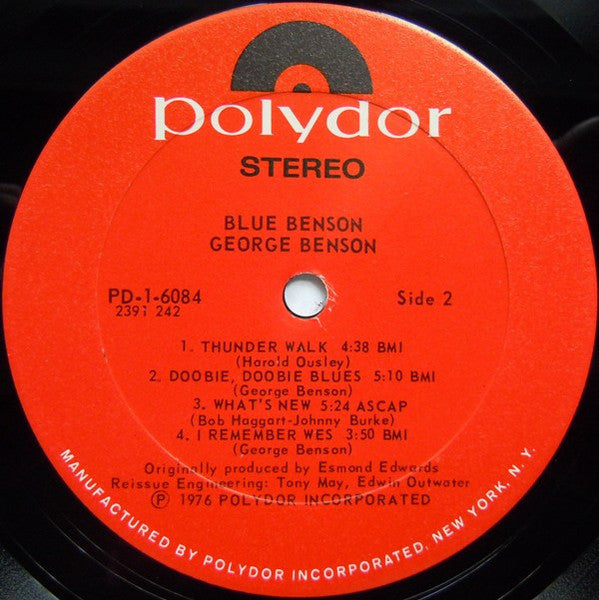 polydor
STEREO
BLUE BENSON
GEORGE BENSON
PD-1-6084
2391 242
Side 2
1. THUNDER WALK 4:38 BMI
(Harold Ousley)
2. DOOBIE, DOOBIE BLUES 5:10 BMI
(George Benson)
3. WHAT'S NEW 5:24 ASCAP
(Bob Haggart-Johnny Burke)
4. I REMEMBER WES 3:50 BMI
(George Benson)
Originally produced by Esmond Edwards
Reissue Engineering: Tony May, Edwin Outwater
Ⓟ 1976 POLYDOR INCORPORATED
MANUFACTURED BY POLYDOR INCORPORATED, NEW YORK, N.Y.